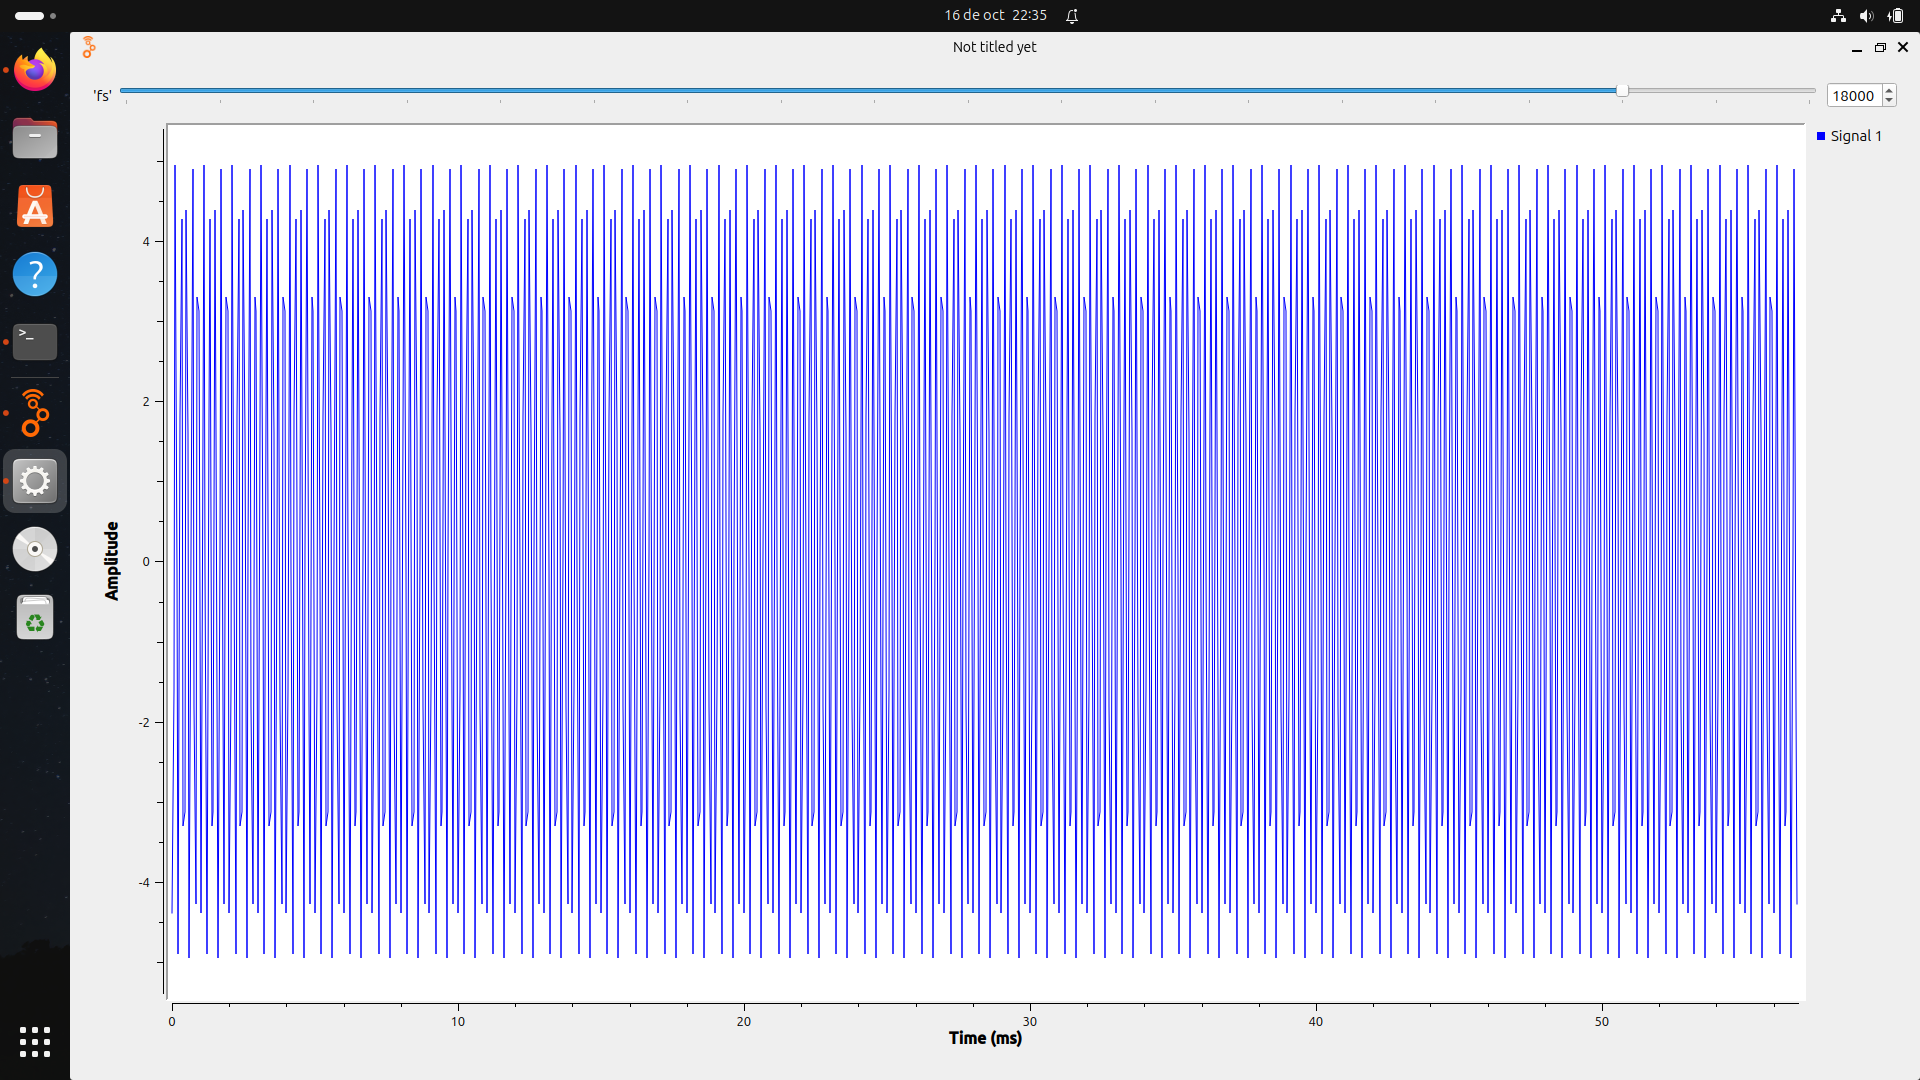 16 de oct 22:35
Not titled yet
'fs'
18000
Signal 1
4
2
0
-2
-4
Amplitude
0 10 20 30 40 50
Time (ms)